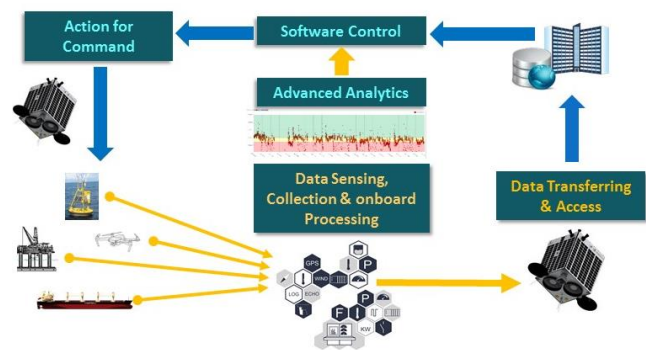 Action for
Command
Software Control
Advanced Analytics
Data Sensing,
Collection & onboard
Processing
Data Transferring
& Access
GPS
P
WIND
LOG
ECHO
P
F
KW